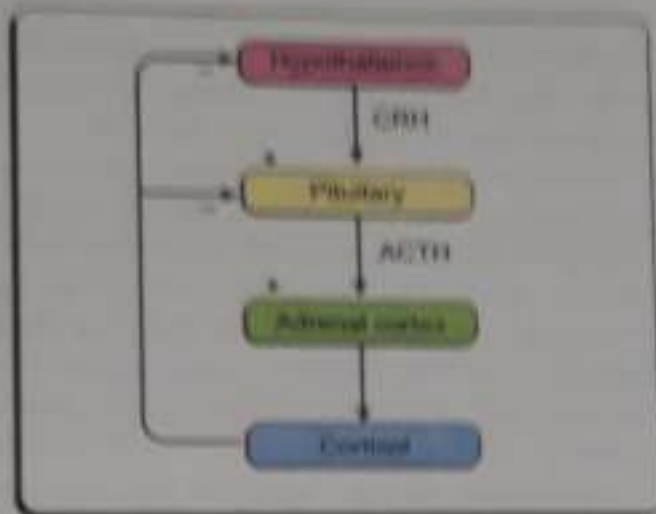 Hypothalamus
CRH
Pituitary
ACTH
Adrenal cortex
Cortisol